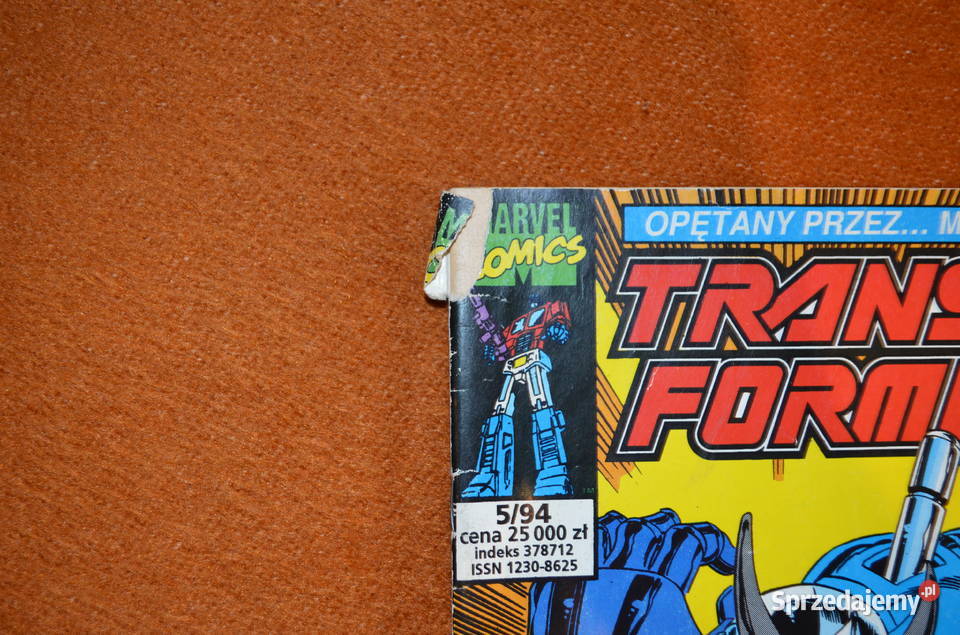 MARVEL
COMICS
OPĘTANY PRZEZ... M
TRANS
FORM
5/94
cena 25 000 zł
indeks 378712
ISSN 1230-8625
Sprzedajemy.pl